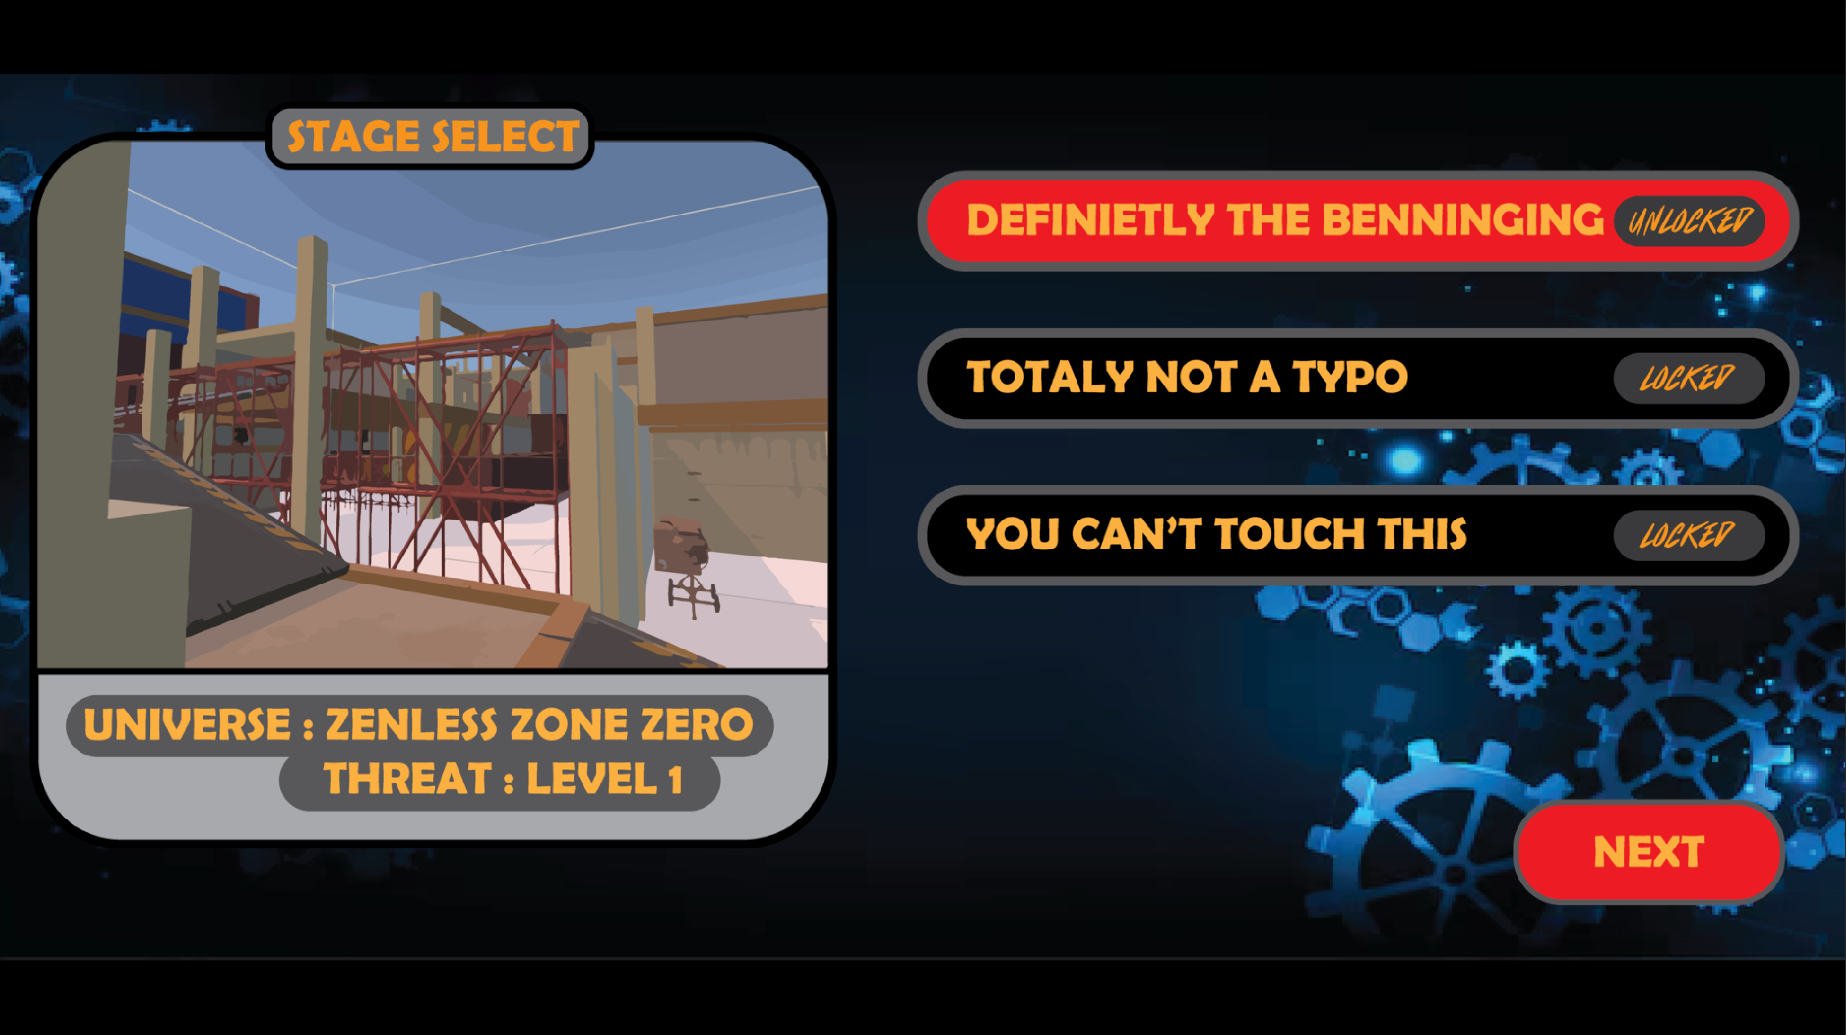 STAGE SELECT
DEFINIETLY THE BENNINGING UNLOCKED
TOTALY NOT A TYPO LOCKED
YOU CAN'T TOUCH THIS LOCKED
UNIVERSE : ZENLESS ZONE ZERO
THREAT : LEVEL 1
NEXT